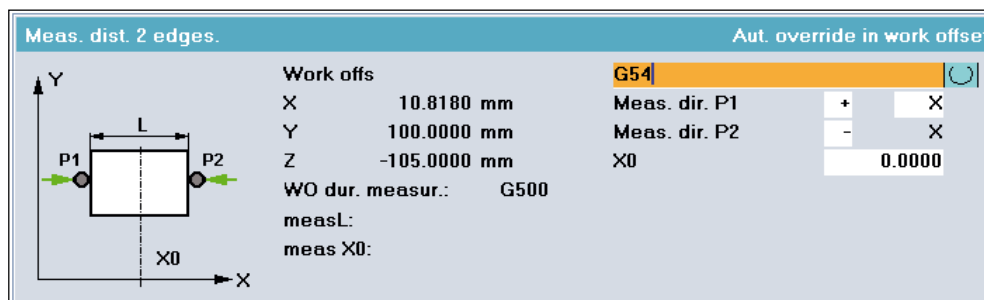 Meas. dist. 2 edges. Aut. override in work offset
Y
L
P1 P2
X0
X
Work offs G54
X 10.8180 mm Meas. dir. P1 + X
Y 100.0000 mm Meas. dir. P2 - X
Z -105.0000 mm X0 0.0000
WO dur. measur.: G500
measL:
meas X0: